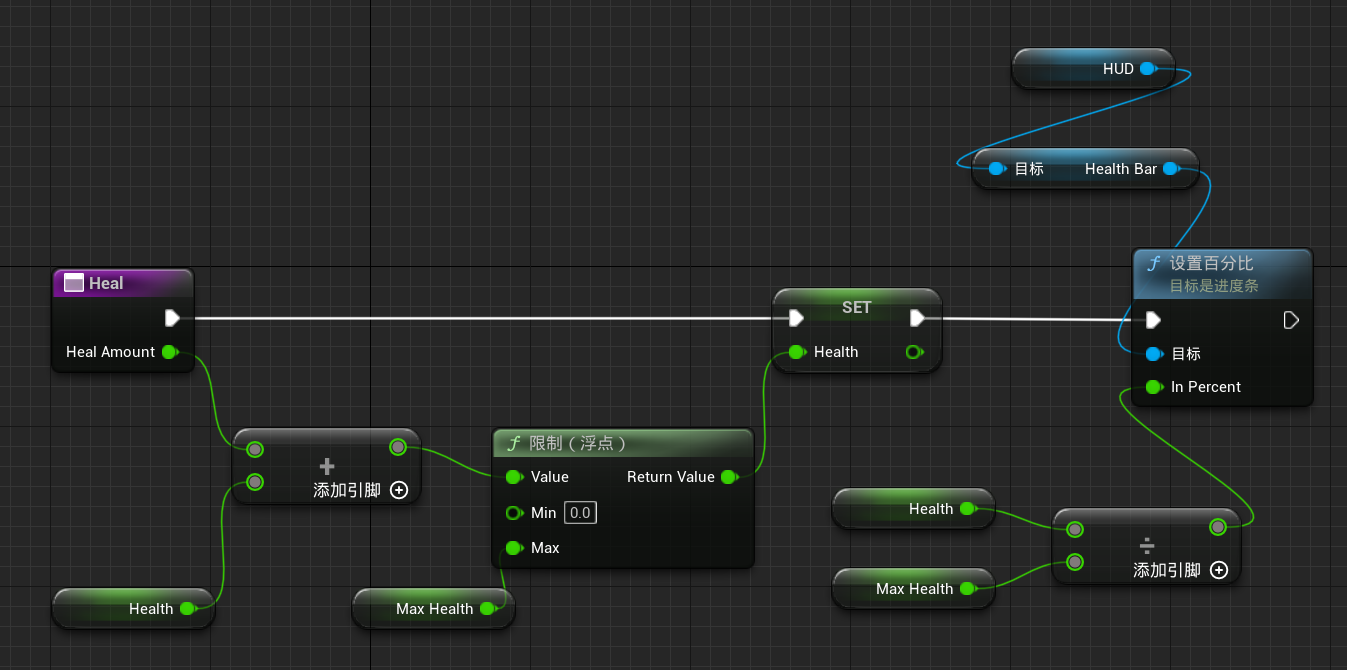 HUD
目标 Health Bar
Heal
Heal Amount
SET
Health
f 设置百分比
目标是进度条
目标
In Percent
+
添加引脚
f 限制（浮点）
Value Return Value
Min 0.0
Max
Health
Max Health
Health
Max Health
÷
添加引脚